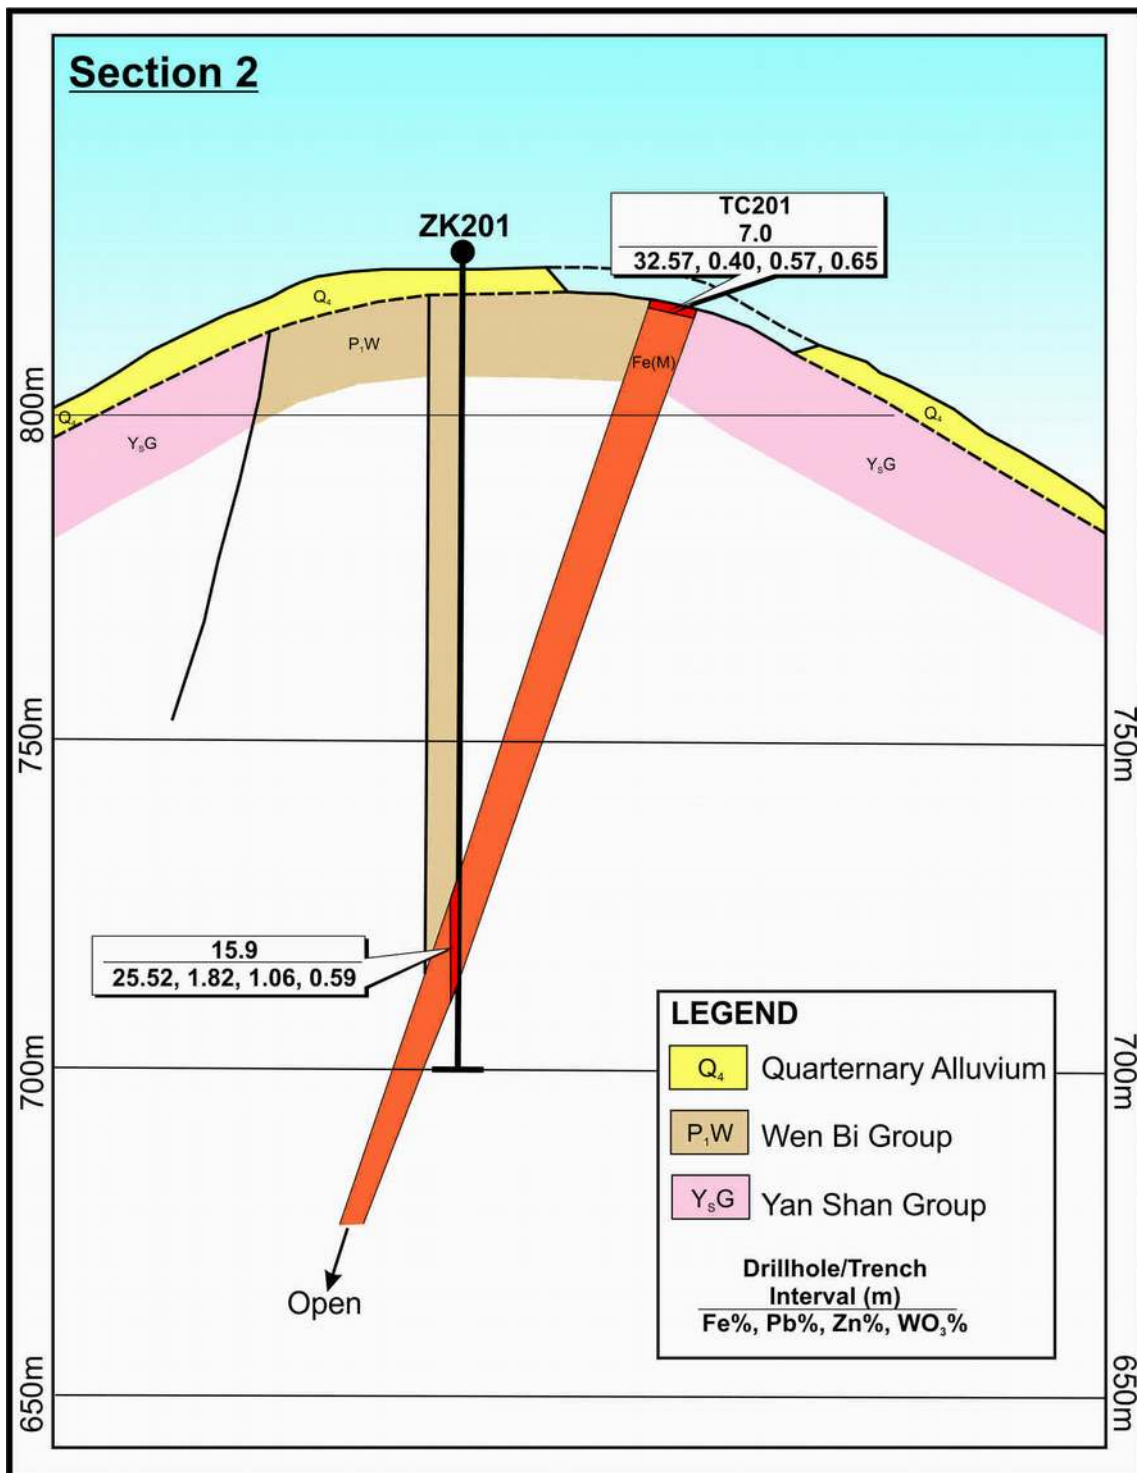 Section 2
ZK201
TC201
7.0
32.57, 0.40, 0.57, 0.65
Q₄
P₁W
Fe(M)
Q₄
800m
Q₄
YₛG
YₛG
750m
750m
15.9
25.52, 1.82, 1.06, 0.59
700m
700m
LEGEND
Q₄ Quarternary Alluvium
P₁W Wen Bi Group
YₛG Yan Shan Group
Drillhole/Trench
Interval (m)
Fe%, Pb%, Zn%, WO₃%
Open
650m
650m